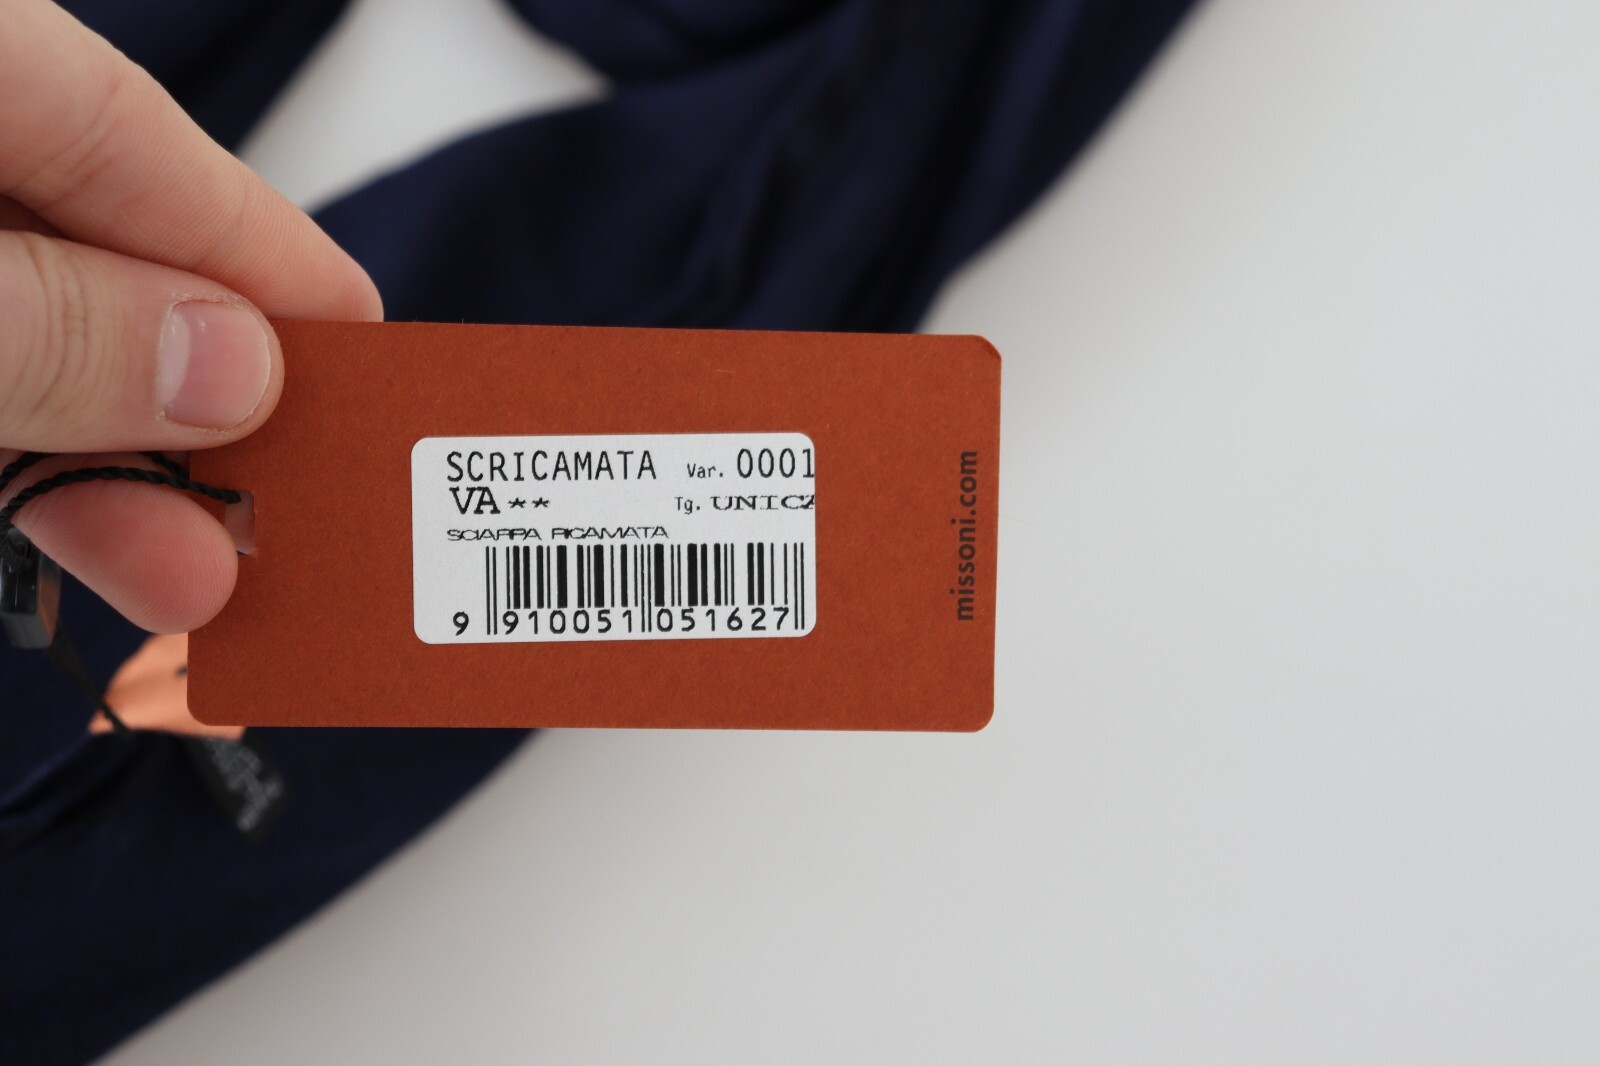 SCRICAMATA Var. 0001
VA ** Tg. UNICA
SCIARPA RICAMATA
9 910051 051627
missoni.com